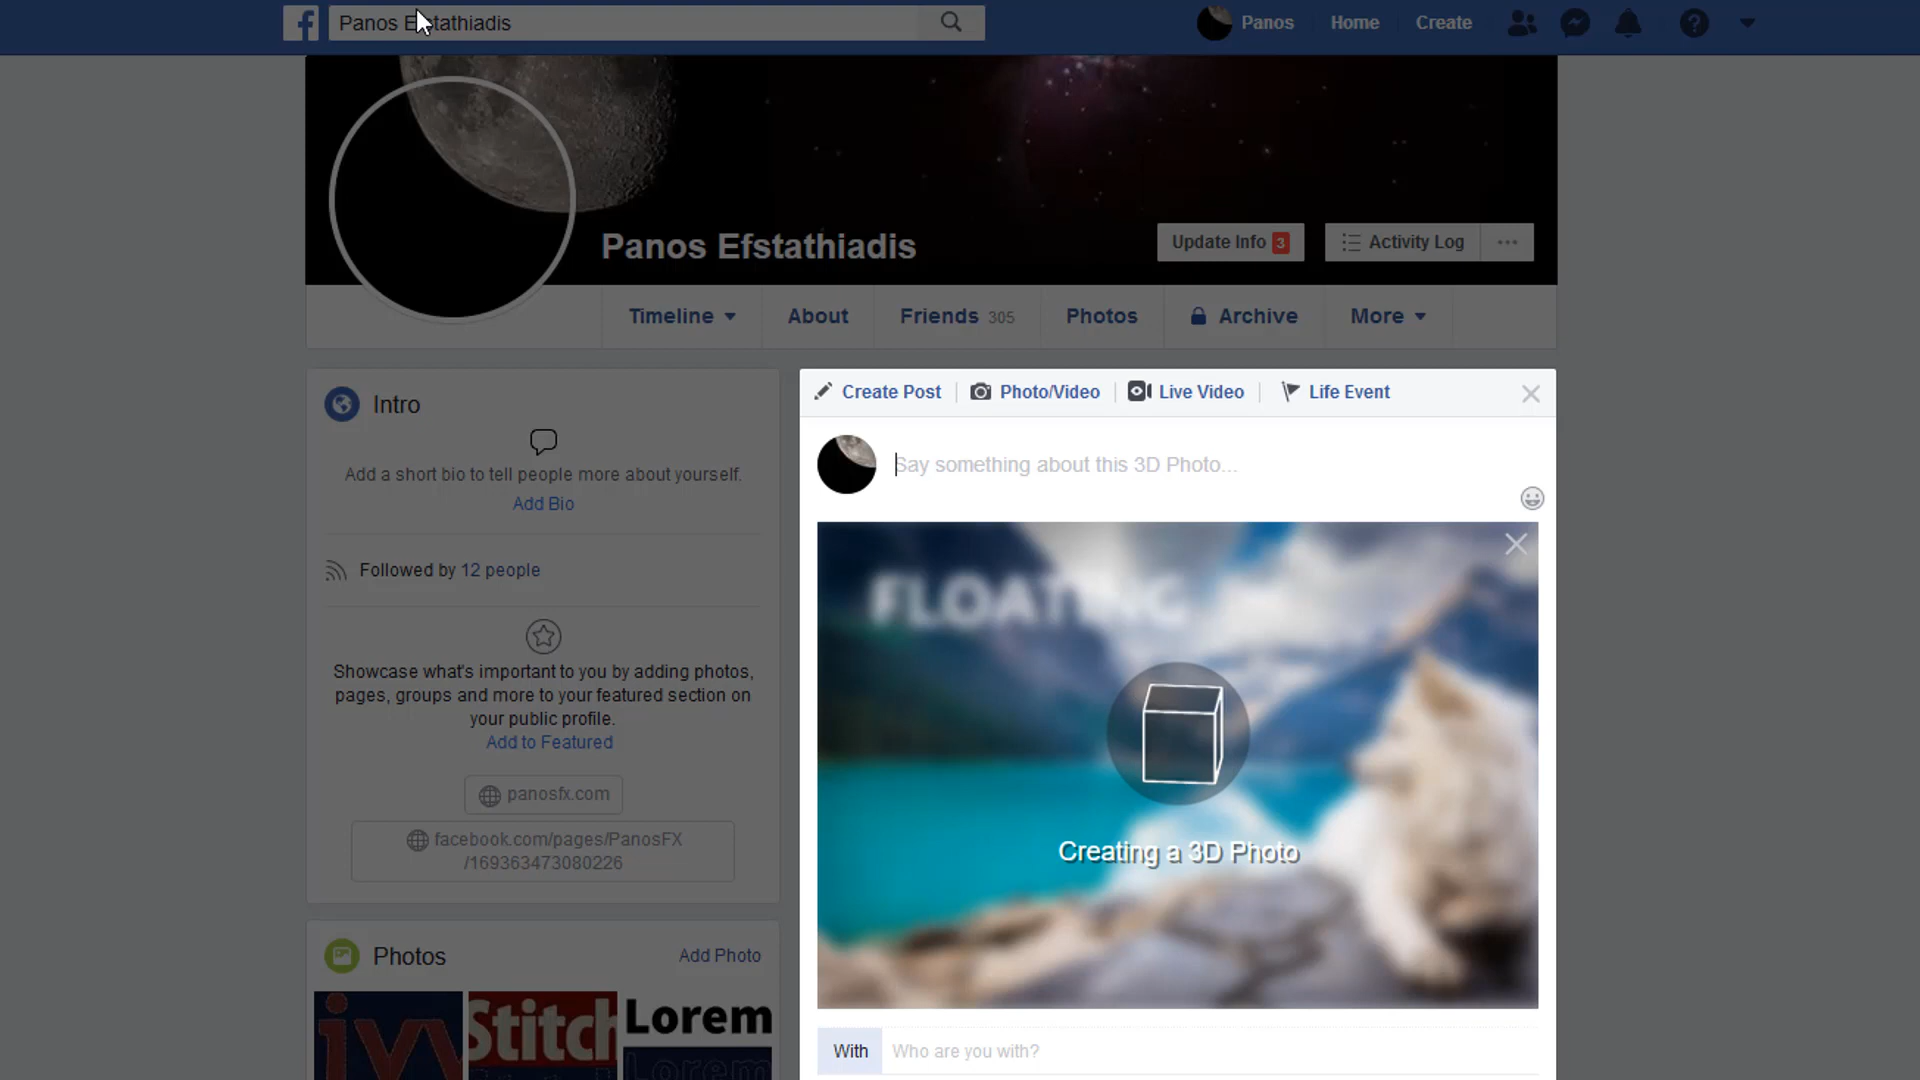 Panos Efstathiadis
Panos
Home
Create
Panos Efstathiadis
Update Info 3
Activity Log
Timeline
About
Friends 305
Photos
Archive
More
Intro
Add a short bio to tell people more about yourself.
Add Bio
Followed by 12 people
Showcase what's important to you by adding photos,
pages, groups and more to your featured section on
your public profile.
Add to Featured
panosfx.com
facebook.com/pages/PanosFX
/169363473080226
Photos
Add Photo
ivy
Stitch
Lorem
Lorem
Create Post
Photo/Video
Live Video
Life Event
Say something about this 3D Photo...
FLOATING
Creating a 3D Photo
With
Who are you with?